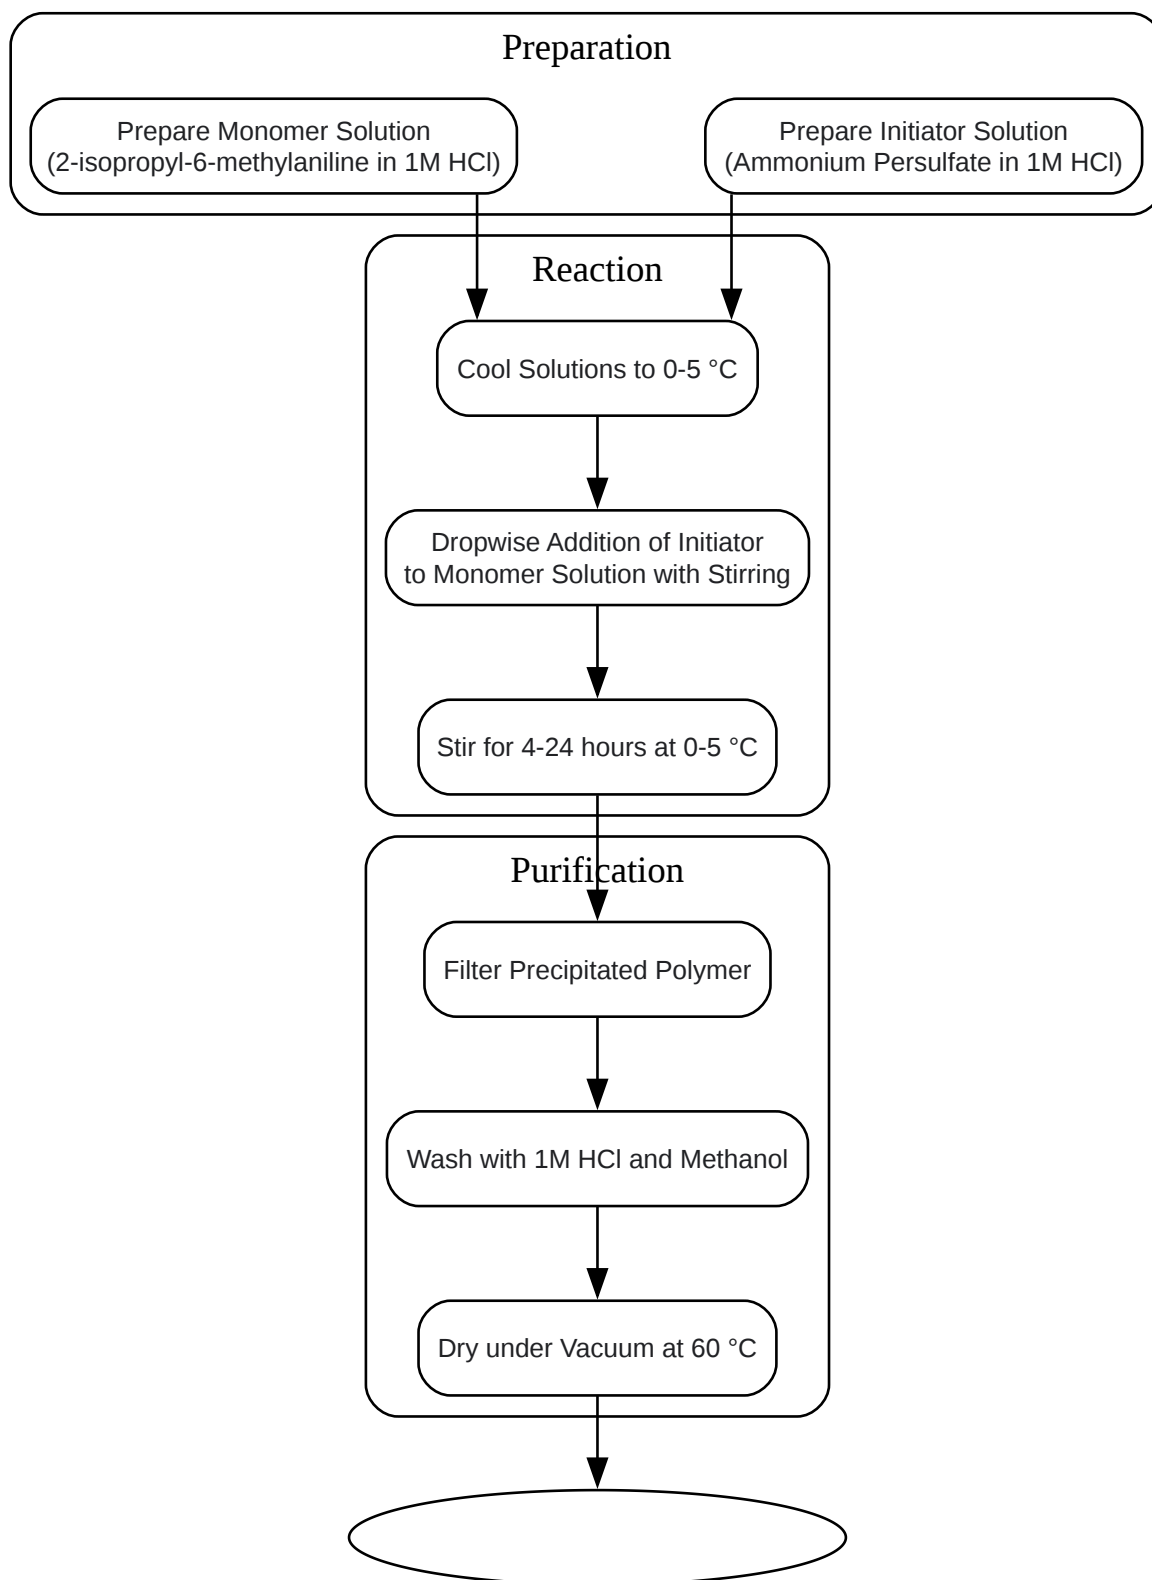 Preparation
Prepare Monomer Solution
(2-isopropyl-6-methylaniline in 1M HCl)
Prepare Initiator Solution
(Ammonium Persulfate in 1M HCl)
Reaction
Cool Solutions to 0-5 °C
Dropwise Addition of Initiator
to Monomer Solution with Stirring
Stir for 4-24 hours at 0-5 °C
Purification
Filter Precipitated Polymer
Wash with 1M HCl and Methanol
Dry under Vacuum at 60 °C